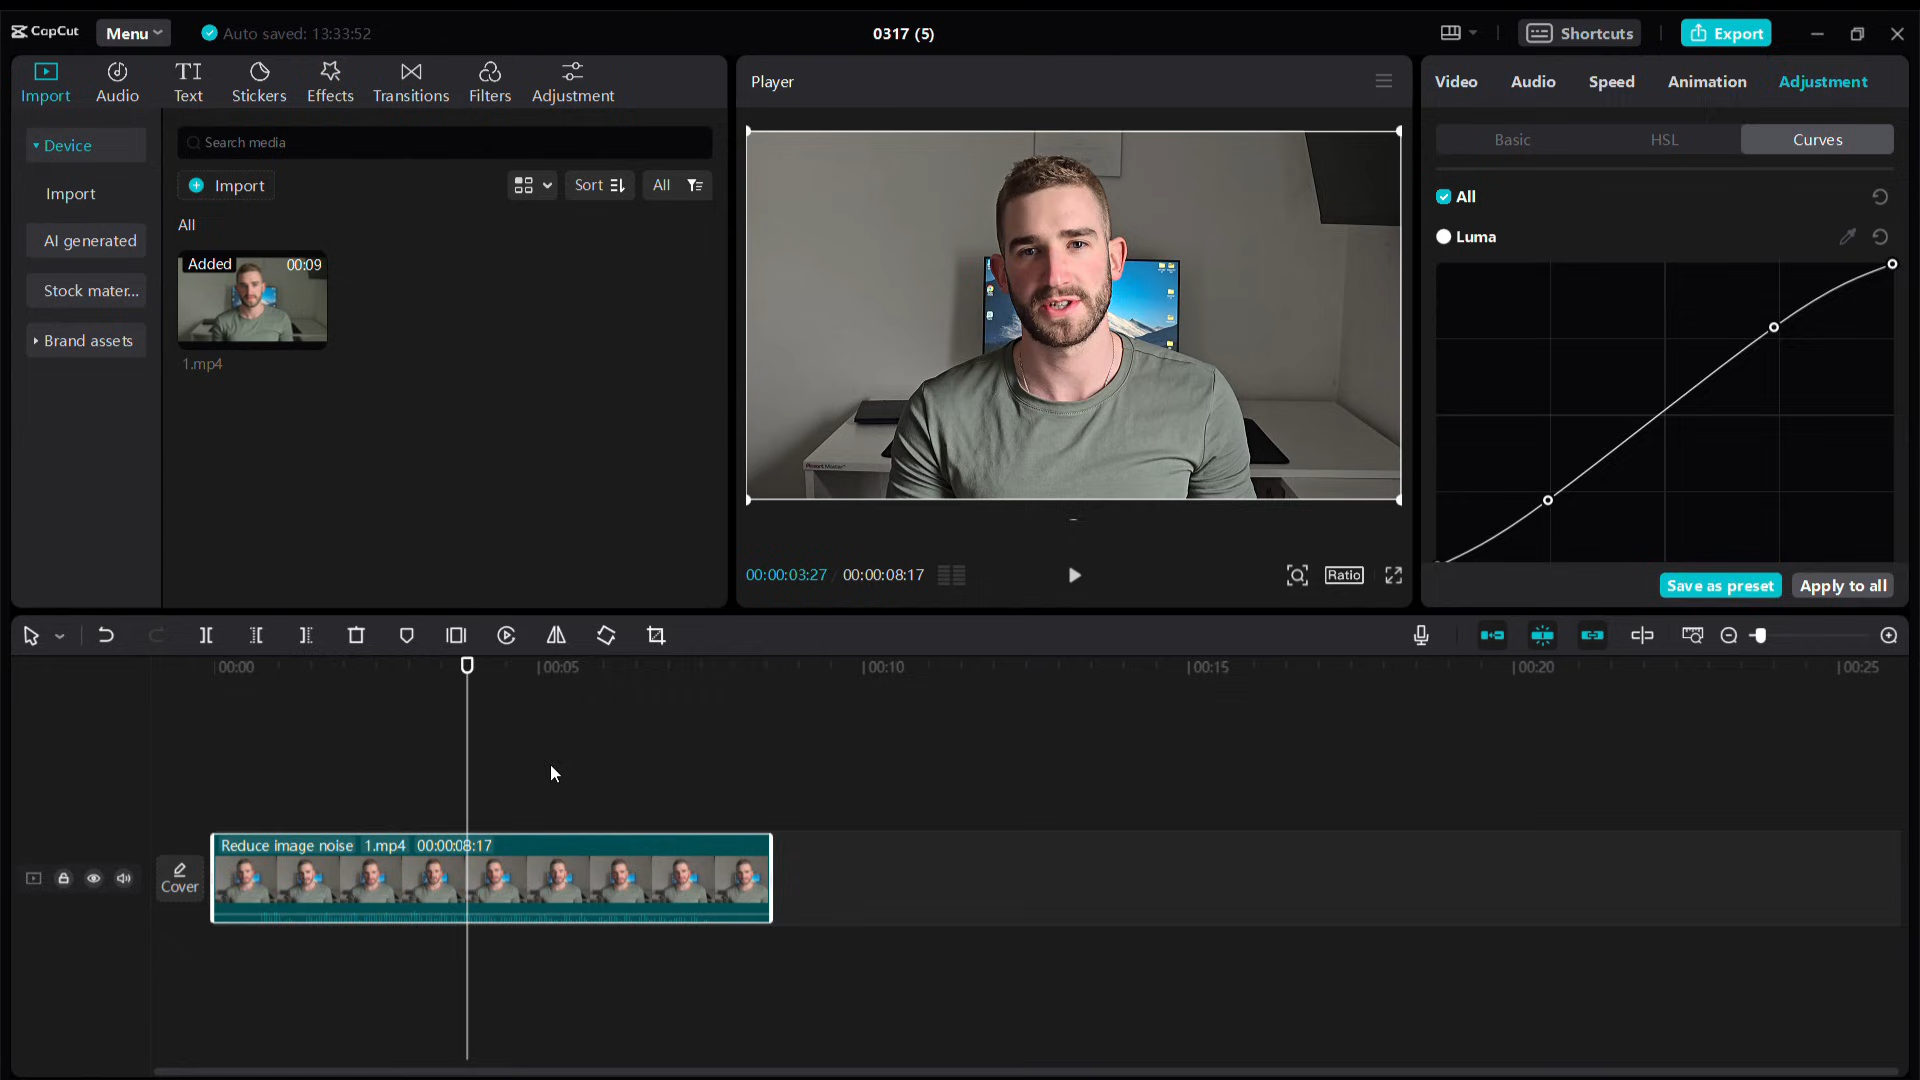 CapCut
Menu
Auto saved: 13:33:52
0317 (5)
Shortcuts
Export
Import
Audio
Text
Stickers
Effects
Transitions
Filters
Adjustment
Device
Import
AI generated
Stock mater...
Brand assets
Search media
Import
Sort
All
All
Added
00:09
1.mp4
Player
00:00:03:27
00:00:08:17
Ratio
Video
Audio
Speed
Animation
Adjustment
Basic
HSL
Curves
All
Luma
Save as preset
Apply to all
00:00
00:05
00:10
00:15
00:20
00:25
Cover
Reduce image noise 1.mp4 00:00:08:17